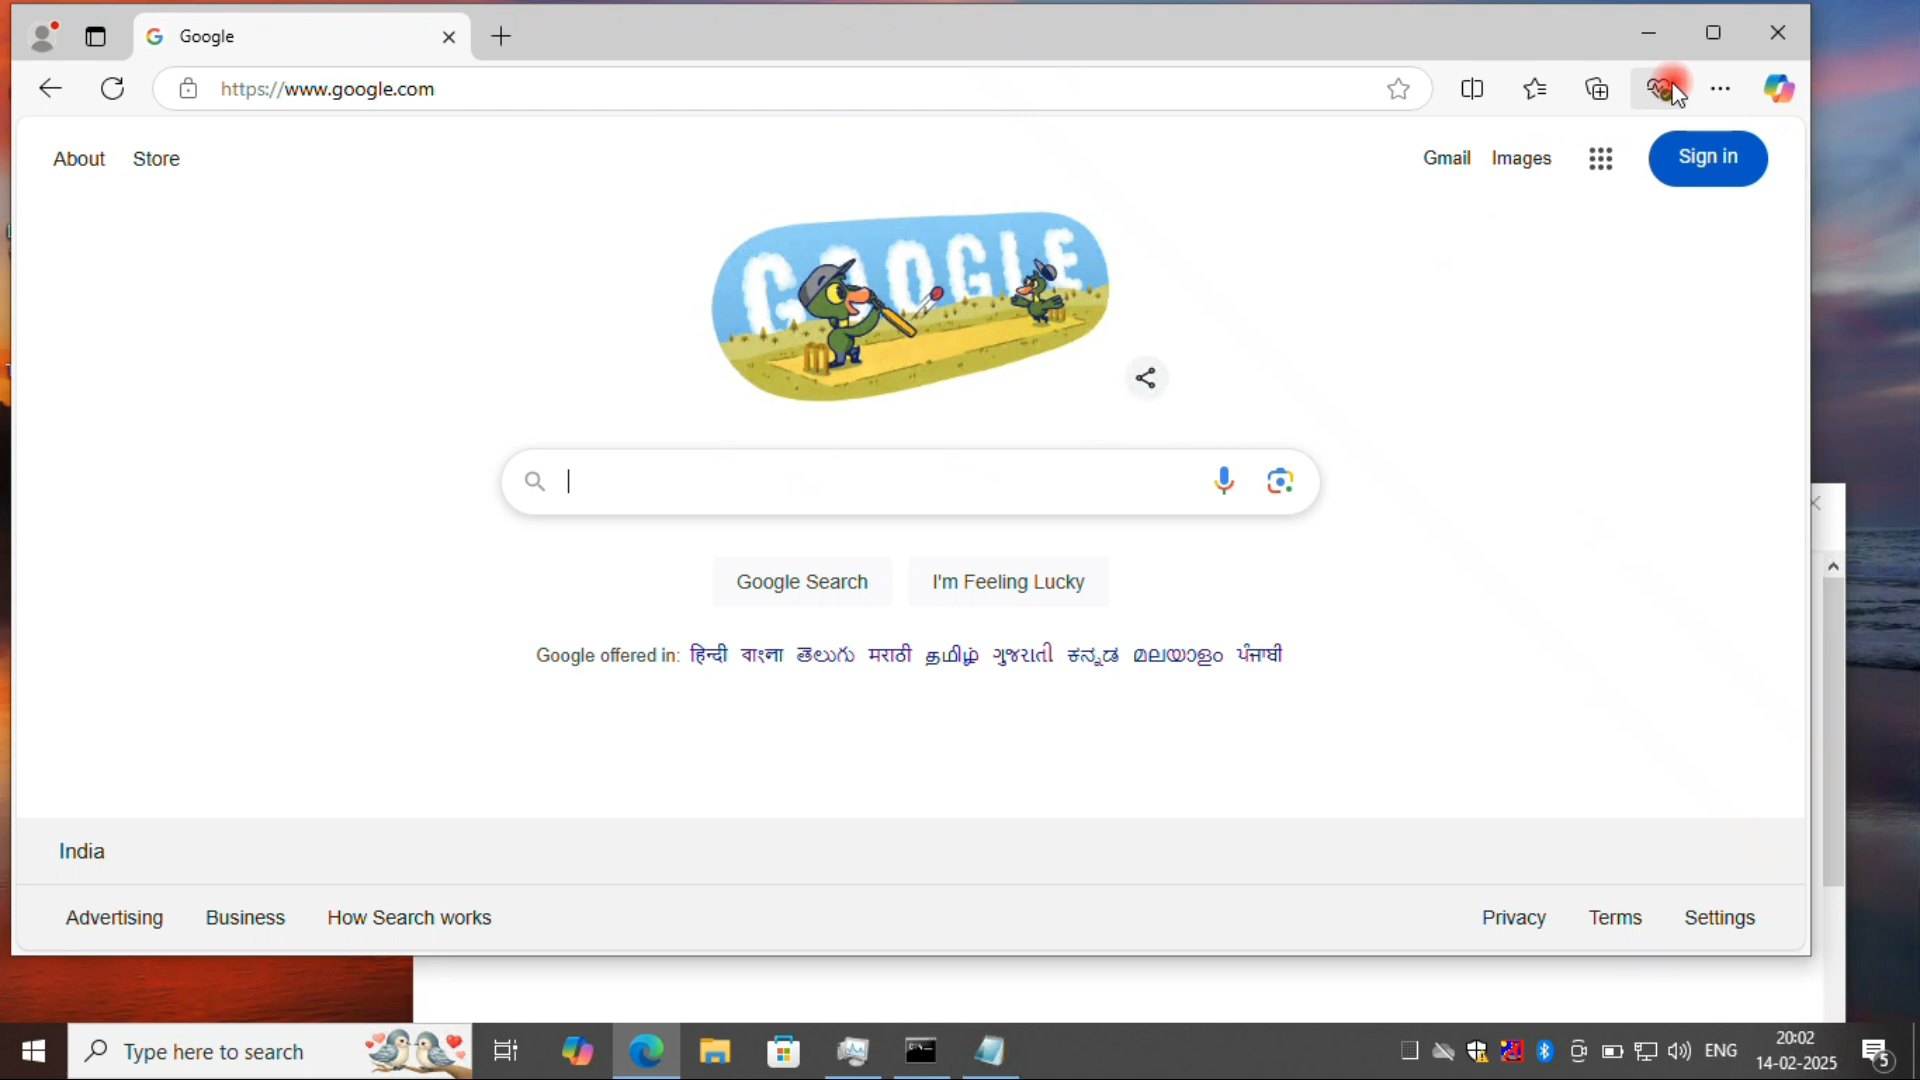 Google
https://www.google.com
About Store
Gmail Images Sign in
GOOGLE
Google Search I'm Feeling Lucky
Google offered in: हिन्दी বাংলা తెలుగు मराठी தமிழ் ગુજરાતી ಕನ್ನಡ മലയാളം ਪੰਜਾਬੀ
India
Advertising Business How Search works
Privacy Terms Settings
Type here to search
ENG
20:02
14-02-2025
5